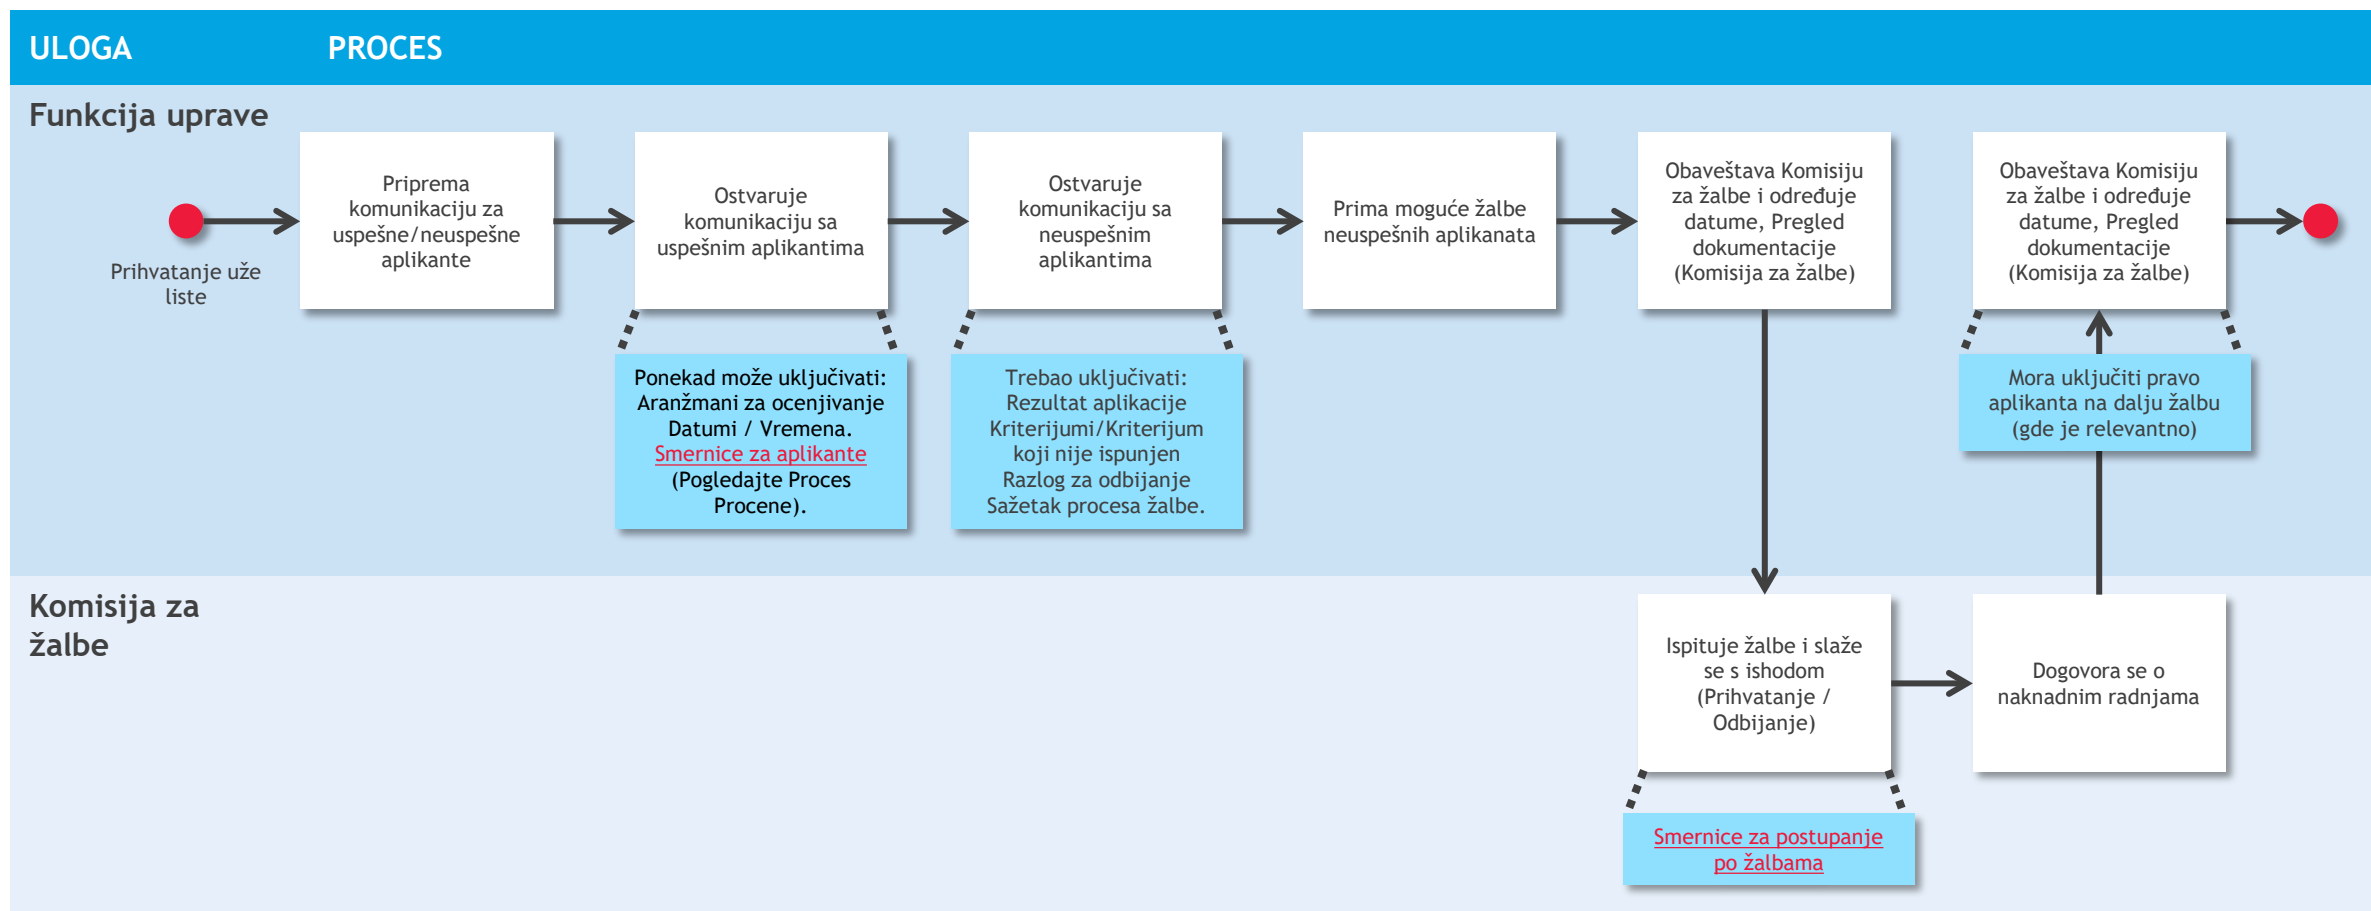 ULOGA
PROCES
Funkcija uprave
Prihvatanje uže
liste
Priprema
komunikaciju za
uspešne/neuspešne
aplikante
Ostvaruje
komunikaciju sa
uspešnim aplikantima
Ostvaruje
komunikaciju sa
neuspešnim
aplikantima
Prima moguće žalbe
neuspešnih aplikanata
Obaveštava Komisiju
za žalbe i određuje
datume, Pregled
dokumentacije
(Komisija za žalbe)
Obaveštava Komisiju
za žalbe i određuje
datume, Pregled
dokumentacije
(Komisija za žalbe)
Ponekad može uključivati:
Aranžmani za ocenjivanje
Datumi / Vremena.
Smernice za aplikante
(Pogledajte Proces
Procene).
Trebao uključivati:
Rezultat aplikacije
Kriterijumi/Kriterijum
koji nije ispunjen
Razlog za odbijanje
Sažetak procesa žalbe.
Mora uključiti pravo
aplikanta na dalju žalbu
(gde je relevantno)
Komisija za
žalbe
Ispituje žalbe i slaže
se s ishodom
(Prihvatanje /
Odbijanje)
Dogovora se o
naknadnim radnjama
Smernice za postupanje
po žalbama